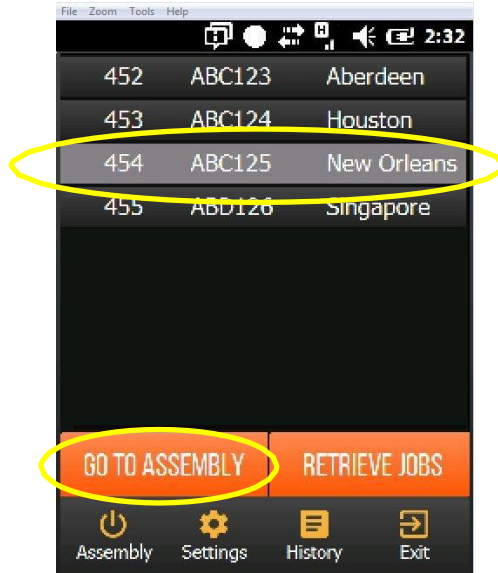 File Zoom Tools Help
H 2:32
452 ABC123 Aberdeen
453 ABC124 Houston
454 ABC125 New Orleans
455 ABD126 Singapore
GO TO ASSEMBLY RETRIEVE JOBS
Assembly Settings History Exit